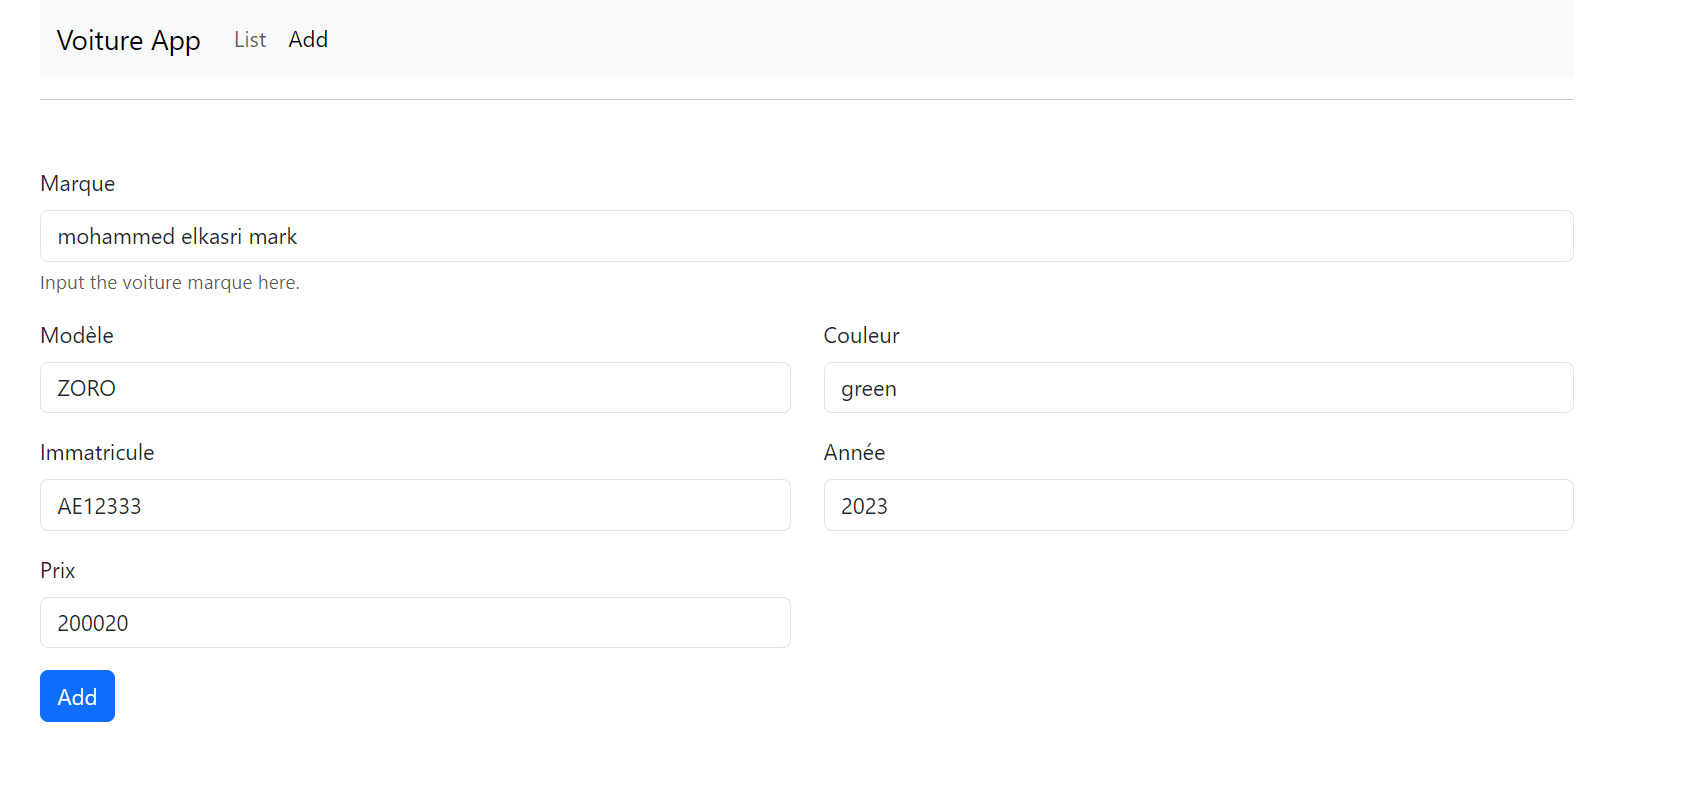 Voiture App List Add
Marque
mohammed elkasri mark
Input the voiture marque here.
Modèle Couleur
ZORO green
Immatricule Année
AE12333 2023
Prix
200020
Add